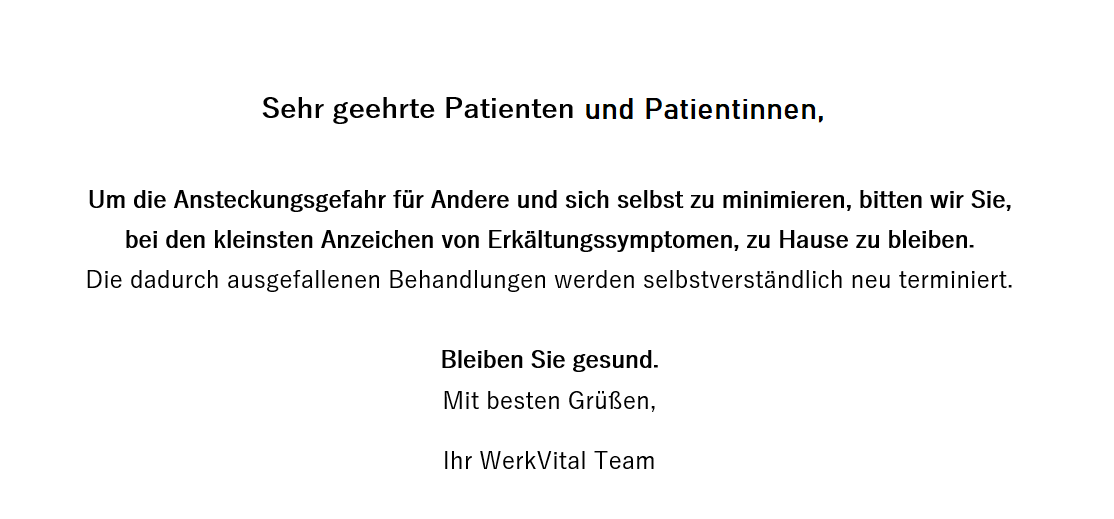 Sehr geehrte Patienten und Patientinnen,
Um die Ansteckungsgefahr für Andere und sich selbst zu minimieren, bitten wir Sie,
bei den kleinsten Anzeichen von Erkältungssymptomen, zu Hause zu bleiben.
Die dadurch ausgefallenen Behandlungen werden selbstverständlich neu terminiert.
Bleiben Sie gesund.
Mit besten Grüßen,
Ihr WerkVital Team